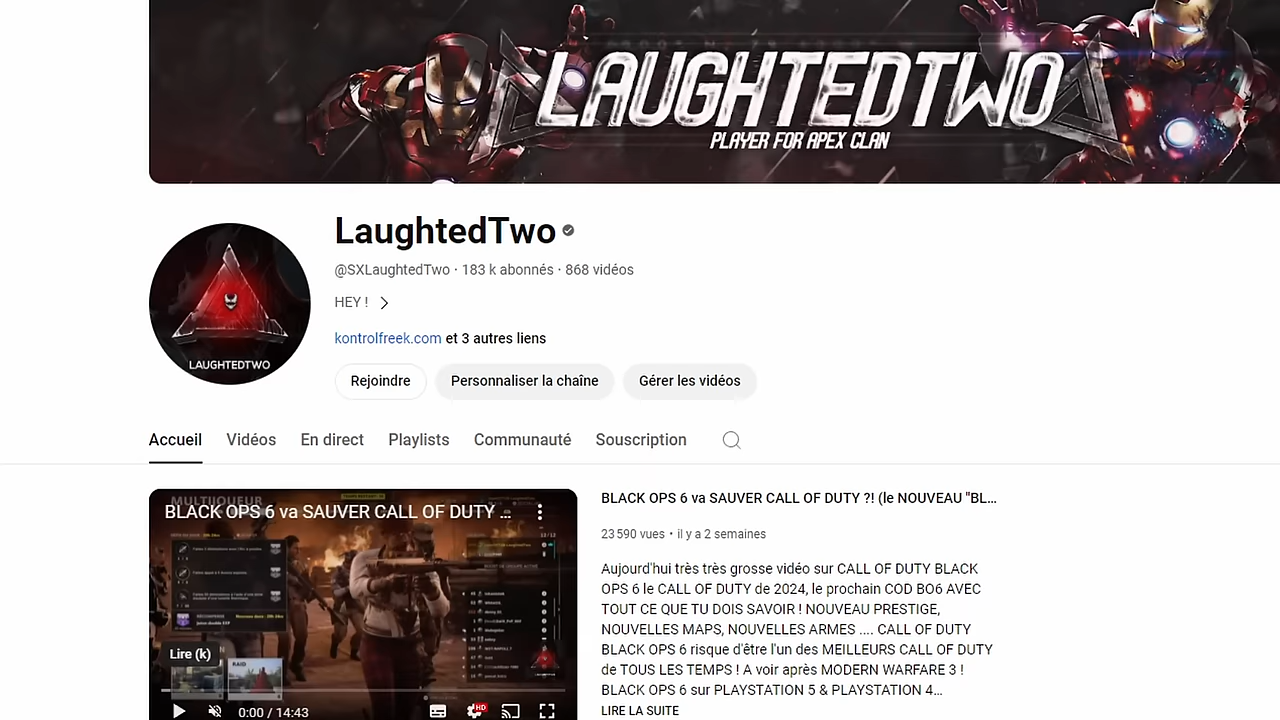 LAUGHTEDTWO
PLAYER FOR APEX CLAN
LAUGHTEDTWO
LaughtedTwo
@SXLaughtedTwo · 183 k abonnés · 868 vidéos
HEY !
kontrolfreek.com et 3 autres liens
Rejoindre
Personnaliser la chaîne
Gérer les vidéos
Accueil
Vidéos
En direct
Playlists
Communauté
Souscription
MULTIJOUEUR
BLACK OPS 6 va SAUVER CALL OF DUTY ...
RAID
Lire (k)
0:00 / 14:43
HD
BLACK OPS 6 va SAUVER CALL OF DUTY ?! (le NOUVEAU "BL...
23 590 vues • il y a 2 semaines
Aujourd'hui très très grosse vidéo sur CALL OF DUTY BLACK
OPS 6 le CALL OF DUTY de 2024, le prochain COD BO6 AVEC
TOUT CE QUE TU DOIS SAVOIR ! NOUVEAU PRESTIGE,
NOUVELLES MAPS, NOUVELLES ARMES .... CALL OF DUTY
BLACK OPS 6 risque d'être l'un des MEILLEURS CALL OF DUTY
de TOUS LES TEMPS ! A voir après MODERN WARFARE 3 !
BLACK OPS 6 sur PLAYSTATION 5 & PLAYSTATION 4...
LIRE LA SUITE